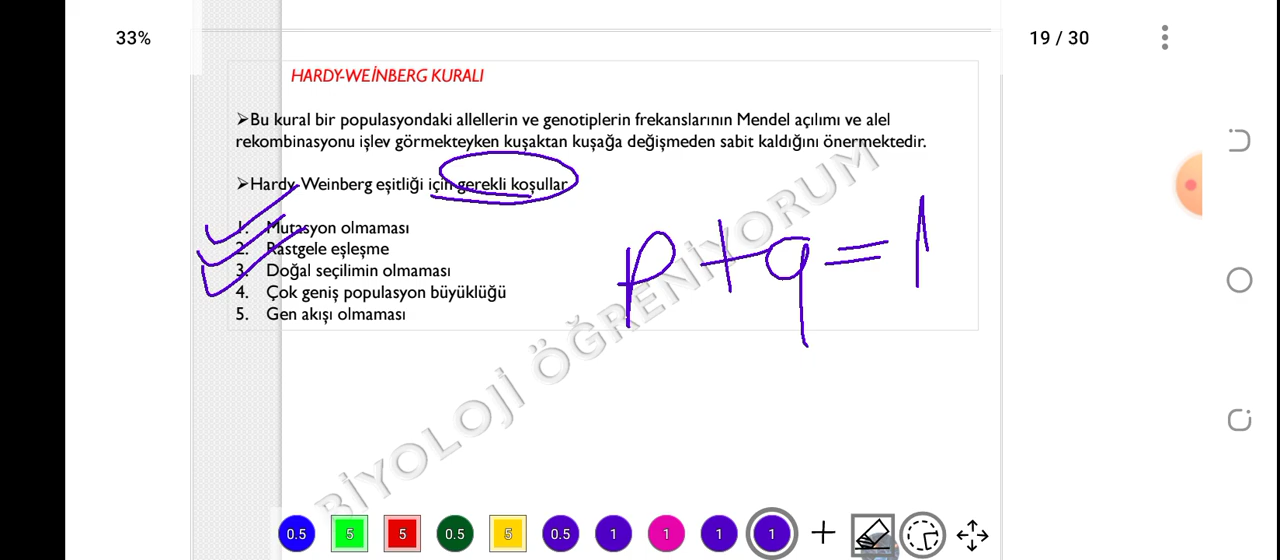 33%
19 / 30
HARDY-WEİNBERG KURALI
➢Bu kural bir populasyondaki allellerin ve genotiplerin frekanslarının Mendel açılımı ve alel
rekombinasyonu işlev görmekteyken kuşaktan kuşağa değişmeden sabit kaldığını önermektedir.
➢Hardy-Weinberg eşitliği için gerekli koşullar
1. Mutasyon olmaması
2. Rastgele eşleşme
3. Doğal seçilimin olmaması
4. Çok geniş populasyon büyüklüğü
5. Gen akışı olmaması
p+q=1
BİYOLOJİ ÖĞRENİYORUM
0.5 5 5 0.5 5 0.5 1 1 1 1